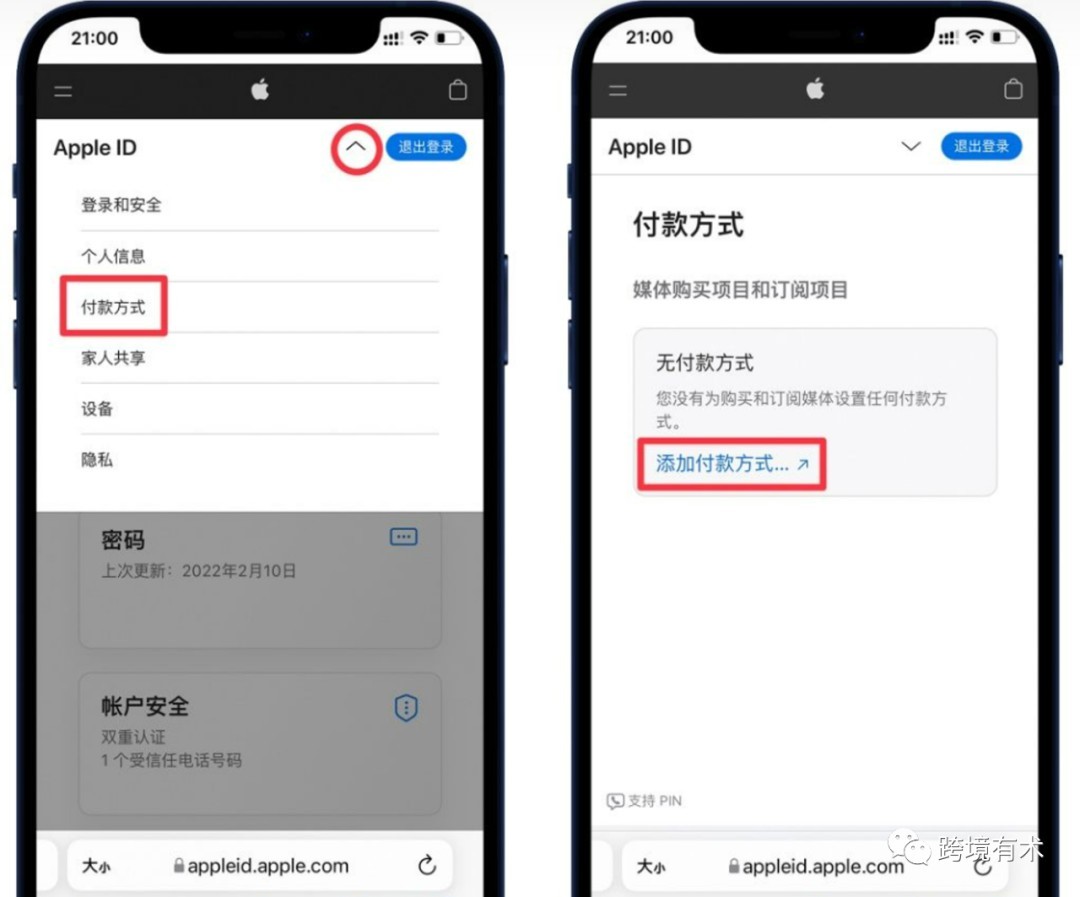 21:00
Apple ID
退出登录
登录和安全
个人信息
付款方式
家人共享
设备
隐私
密码
上次更新：2022年2月10日
帐户安全
双重认证
1 个受信任电话号码
大小
appleid.apple.com
21:00
Apple ID
退出登录
付款方式
媒体购买项目和订阅项目
无付款方式
您没有为购买和订阅媒体设置任何付款方
式。
添加付款方式... ↗
支持 PIN
大小
appleid.apple.com
跨境有术